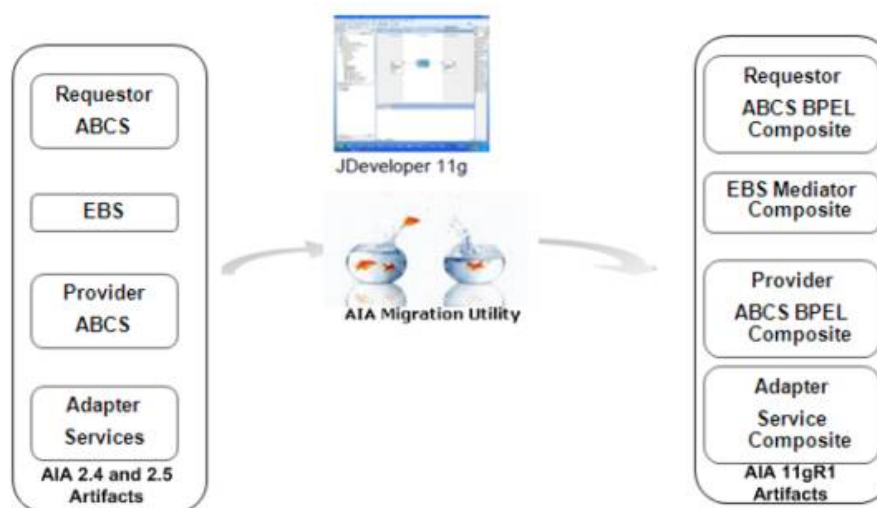 Requestor
ABCS
EBS
Provider
ABCS
Adapter
Services
AIA 2.4 and 2.5
Artifacts
JDeveloper 11g
AIA Migration Utility
Requestor
ABCS BPEL
Composite
EBS Mediator
Composite
Provider
ABCS BPEL
Composite
Adapter
Service
Composite
AIA 11gR1
Artifacts